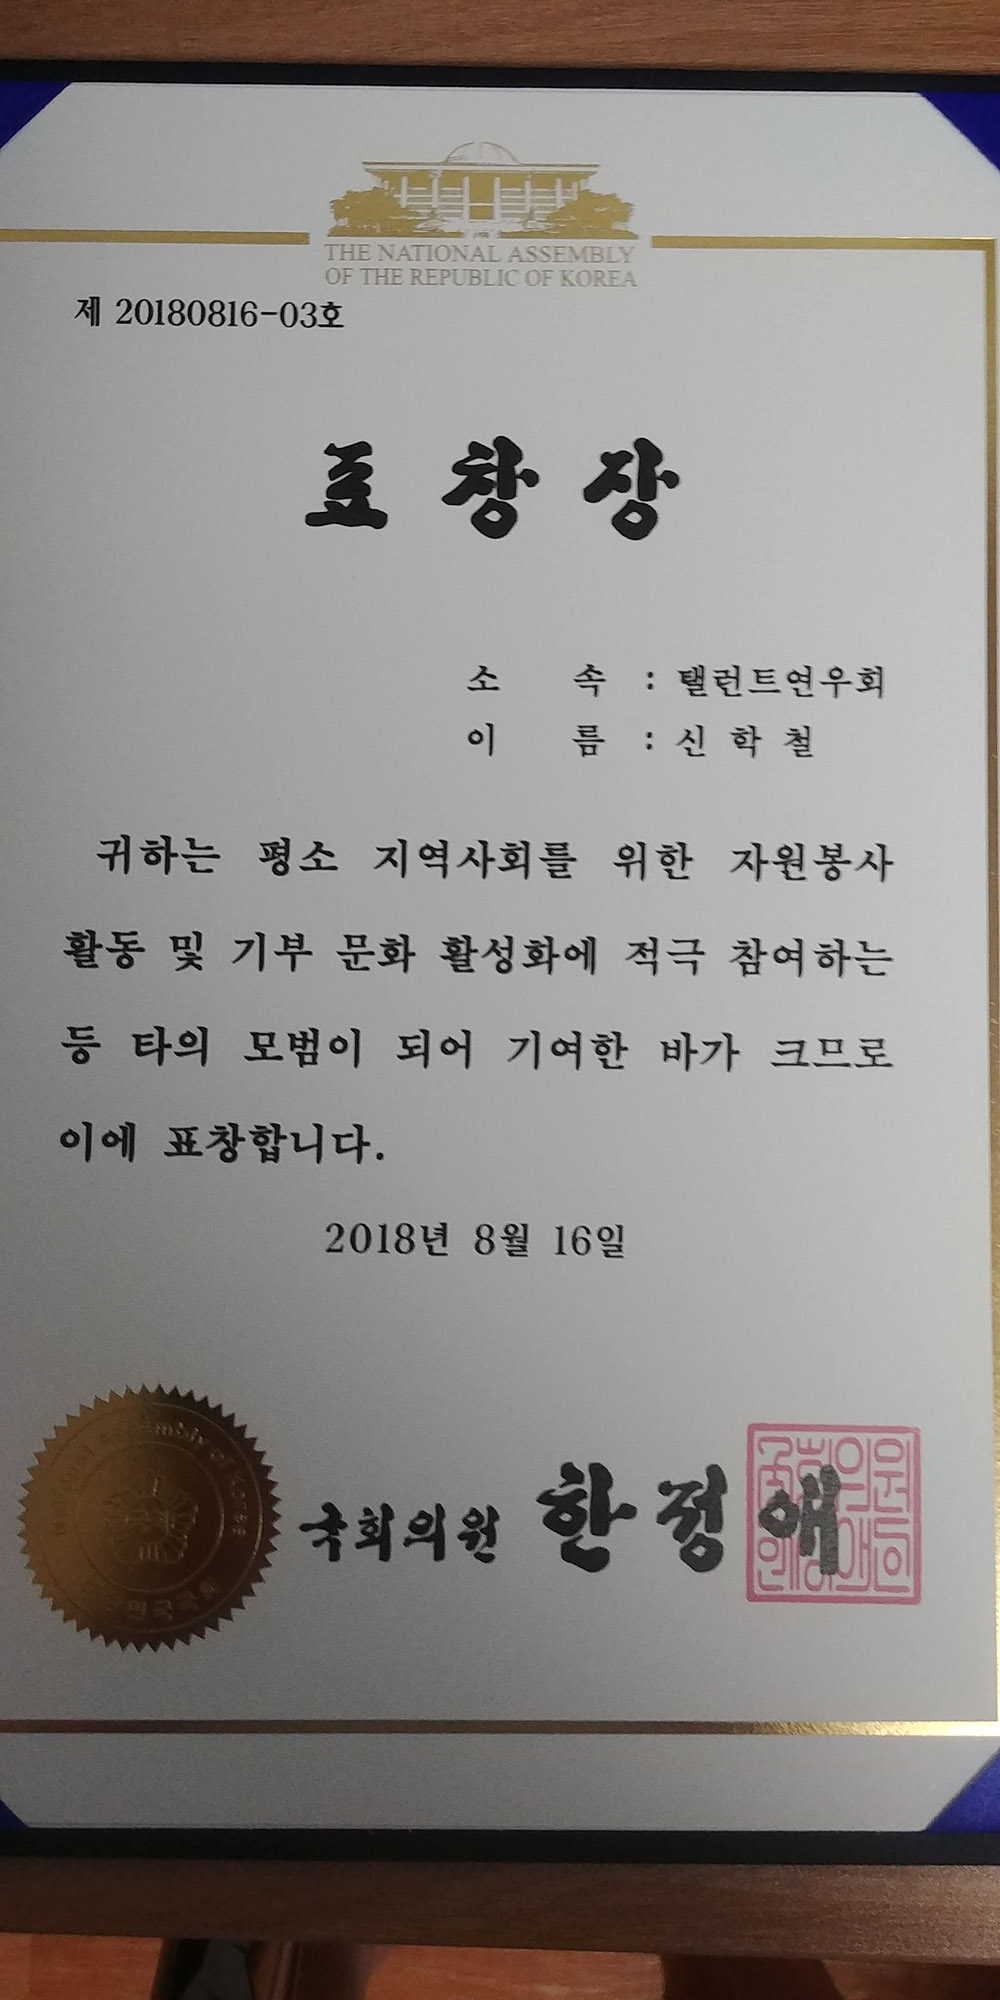 THE NATIONAL ASSEMBLY
OF THE REPUBLIC OF KOREA
제 20180816-03호
표 창 장
소 속 : 탤런트연우회
이 름 : 신 학 철
귀하는 평소 지역사회를 위한 자원봉사
활동 및 기부 문화 활성화에 적극 참여하는
등 타의 모범이 되어 기여한 바가 크므로
이에 표창합니다.
2018년 8월 16일
국회의원 한 정 애